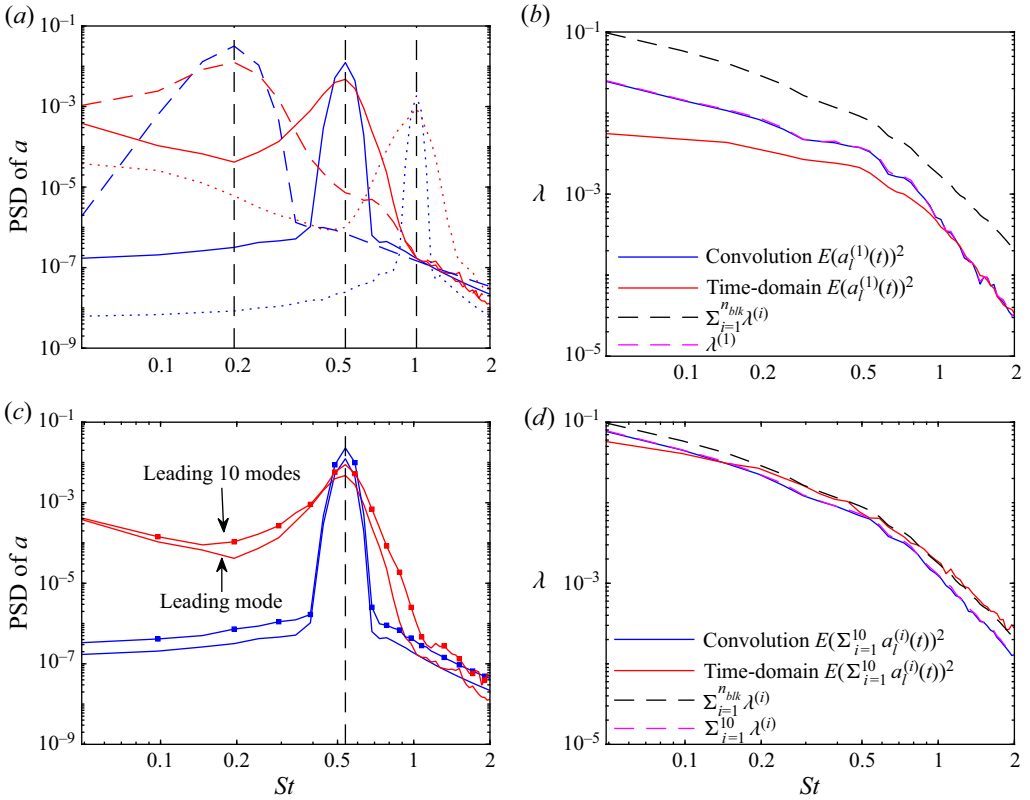 (a)
10⁻¹
10⁻³
10⁻⁵
10⁻⁷
10⁻⁹
PSD of a
0.1
0.2
0.5
1
2
(b)
10⁻¹
10⁻³
10⁻⁵
λ
0.1
0.2
0.5
1
2
Convolution E(a_l^(1)(t))²
Time-domain E(a_l^(1)(t))²
Σ_{i=1}^{n_blk} λ^(i)
λ^(1)
(c)
10⁻¹
10⁻³
10⁻⁵
10⁻⁷
10⁻⁹
PSD of a
Leading 10 modes
Leading mode
0.1
0.2
0.5
1
2
St
(d)
10⁻¹
10⁻³
10⁻⁵
λ
Convolution E(Σ_{i=1}^{10} a_l^(i)(t))²
Time-domain E(Σ_{i=1}^{10} a_l^(i)(t))²
Σ_{i=1}^{n_blk} λ^(i)
Σ_{i=1}^{10} λ^(i)
0.1
0.2
0.5
1
2
St